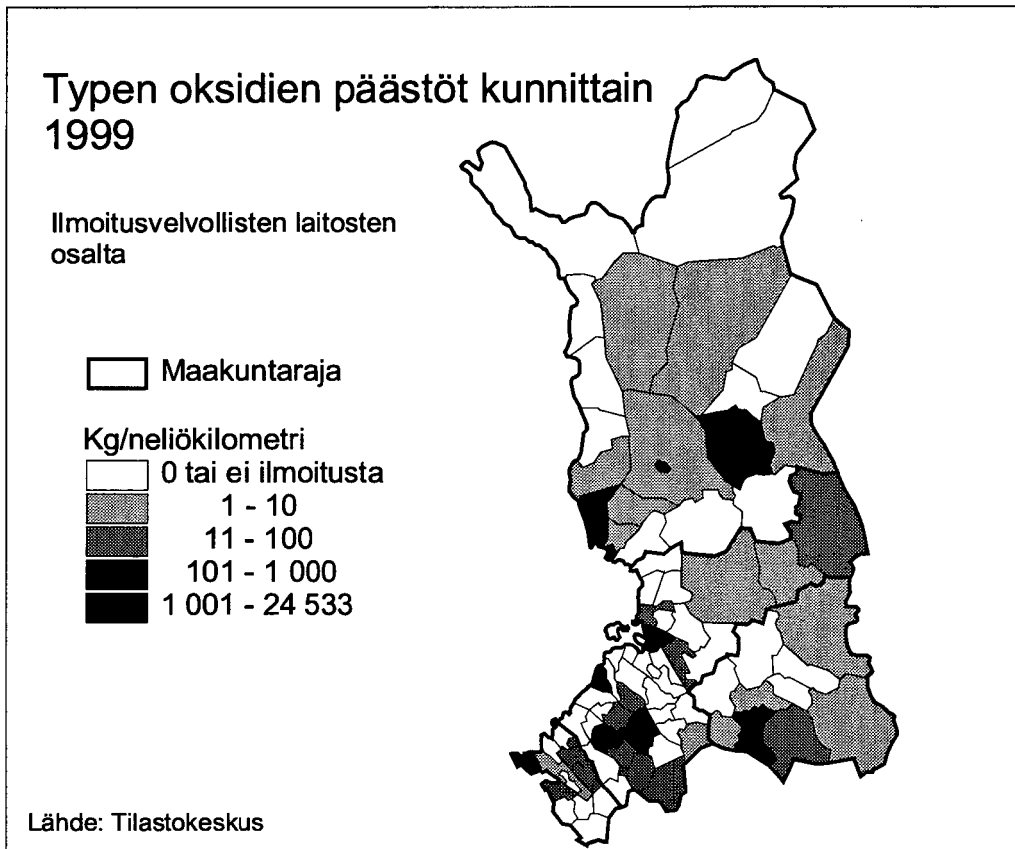 Typen oksidien päästöt kunnittain
1999
Ilmoitusvelvollisten laitosten
osalta
Maakuntaraja
Kg/neliökilometri
0 tai ei ilmoitusta
1 - 10
11 - 100
101 - 1 000
1 001 - 24 533
Lähde: Tilastokeskus